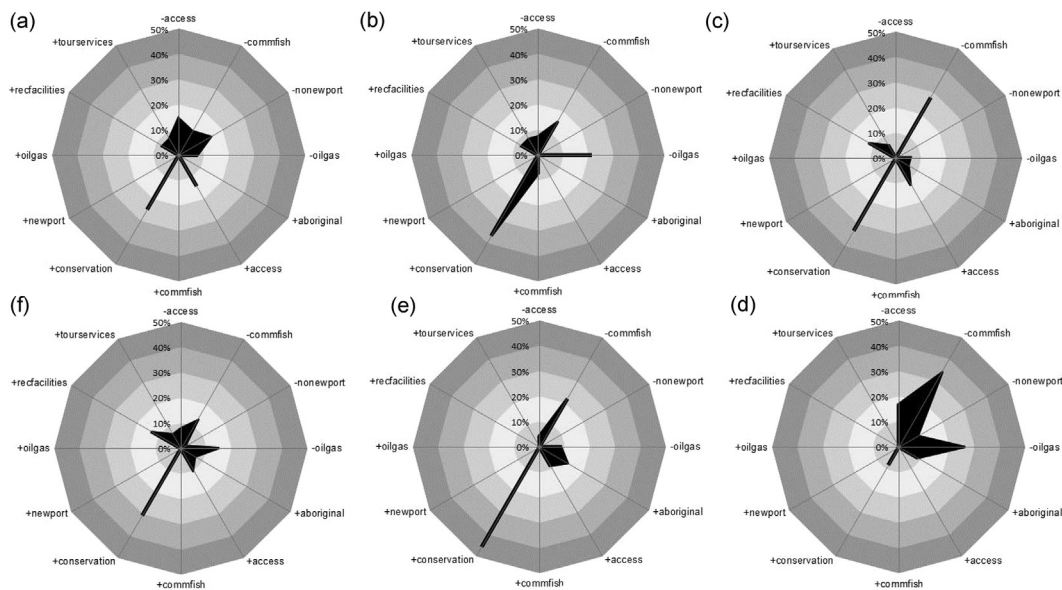 (a)
-access
-commfish
-nonewport
-oilgas
+aboriginal
+access
+commfish
+conservation
+newport
+oilgas
+recfacilities
+tourservices
50%
40%
30%
20%
10%
0%
(b)
-access
-commfish
-nonewport
-oilgas
+aboriginal
+access
+commfish
+conservation
+newport
+oilgas
+recfacilities
+tourservices
50%
40%
30%
20%
10%
0%
(c)
-access
-commfish
-nonewport
-oilgas
+aboriginal
+access
+commfish
+conservation
+newport
+oilgas
+recfacilities
+tourservices
50%
40%
30%
20%
10%
0%
(f)
-access
-commfish
-nonewport
-oilgas
+aboriginal
+access
+commfish
+conservation
+newport
+oilgas
+recfacilities
+tourservices
50%
40%
30%
20%
10%
0%
(e)
-access
-commfish
-nonewport
-oilgas
+aboriginal
+access
+commfish
+conservation
+newport
+oilgas
+recfacilities
+tourservices
50%
40%
30%
20%
10%
0%
(d)
-access
-commfish
-nonewport
-oilgas
+aboriginal
+access
+commfish
+conservation
+newport
+oilgas
+recfacilities
+tourservices
50%
40%
30%
20%
10%
0%